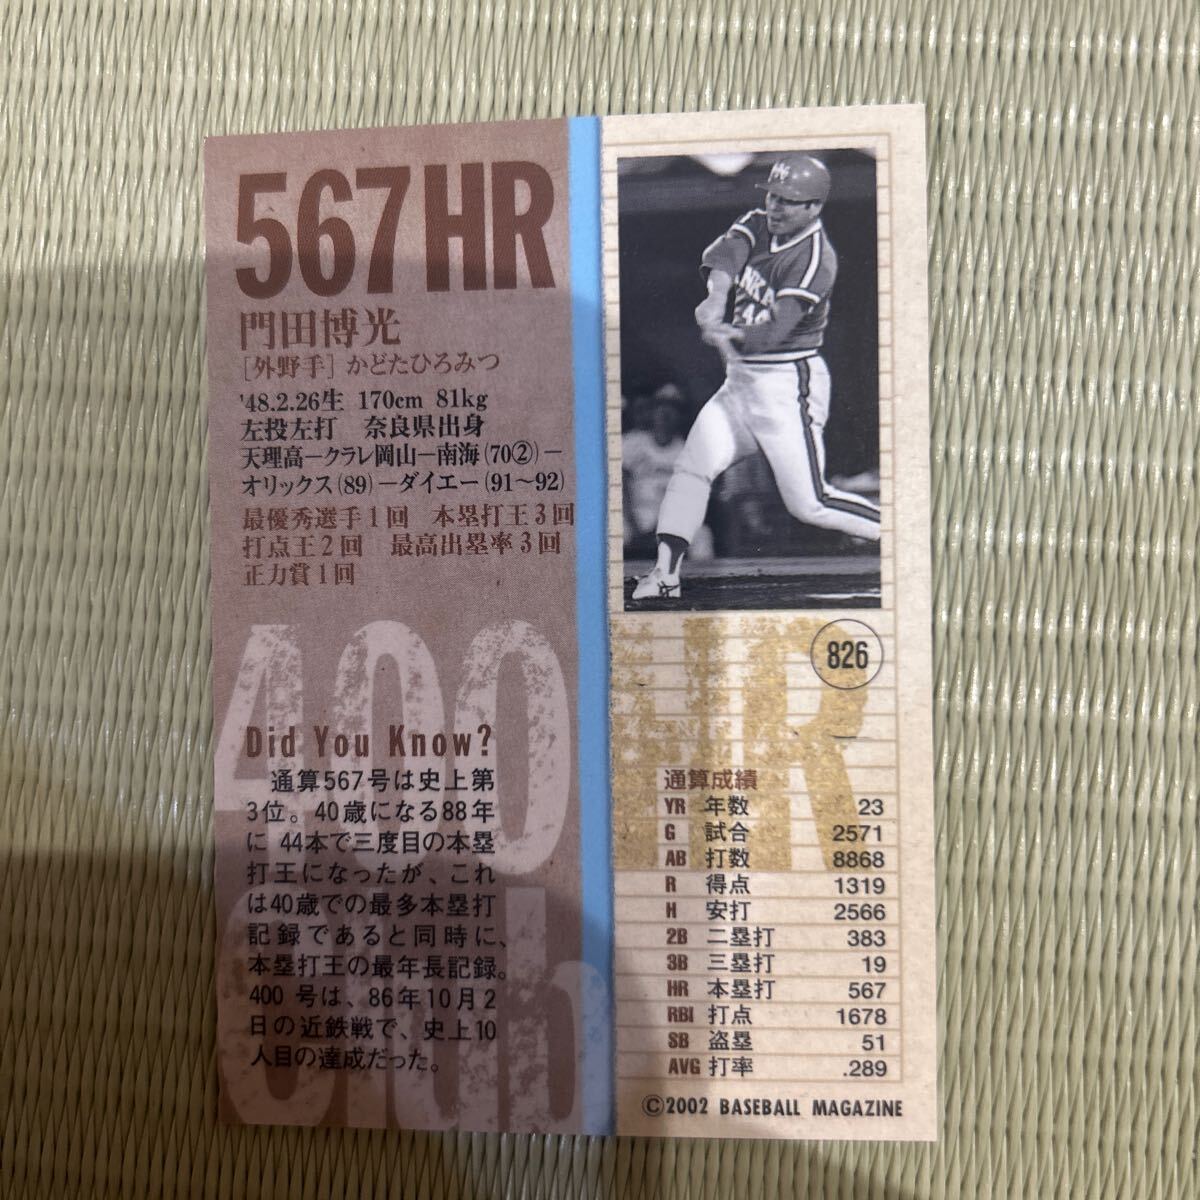 567HR
門田博光
［外野手］かどたひろみつ
'48.2.26生 170cm 81kg
左投左打 奈良県出身
天理高－クラレ岡山－南海(70②)－
オリックス(89)－ダイエー(91～92)
最優秀選手1回 本塁打王3回
打点王2回 最高出塁率3回
正力賞1回
400
Club
HR
Did You Know?
通算567号は史上第
3位。40歳になる88年
に 44本で三度目の本塁
打王になったが、これ
は40歳での最多本塁打
記録であると同時に、
本塁打王の最年長記録。
400 号は、86年10月2
日の近鉄戦で、史上10
人目の達成だった。
NH
NKA
44
826
通算成績
YR 年数 23
G 試合 2571
AB 打数 8868
R 得点 1319
H 安打 2566
2B 二塁打 383
3B 三塁打 19
HR 本塁打 567
RBI 打点 1678
SB 盗塁 51
AVG 打率 .289
©2002 BASEBALL MAGAZINE